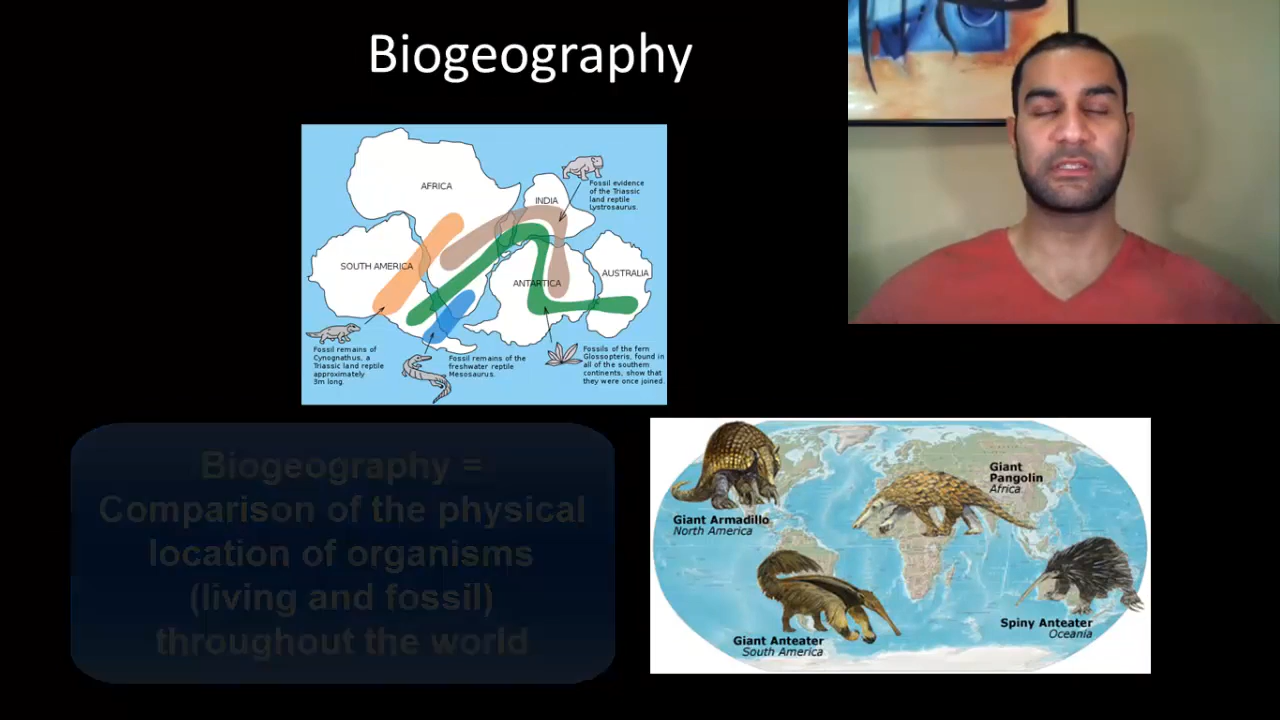 Biogeography
AFRICA
INDIA
Fossil evidence
of the Triassic
land reptile
Lystrosaurus.
SOUTH AMERICA
AUSTRALIA
ANTARTICA
Fossil remains of
Cynognathus, a
Triassic land reptile
approximately
3m long.
Fossil remains of the
freshwater reptile
Mesosaurus.
Fossils of the fern
Glossopteris, found in
all of the southern
continents, show that
they were once joined.
Biogeography =
Comparison of the physical
location of organisms
(living and fossil)
throughout the world
Giant Armadillo
North America
Giant
Pangolin
Africa
Giant Anteater
South America
Spiny Anteater
Oceania